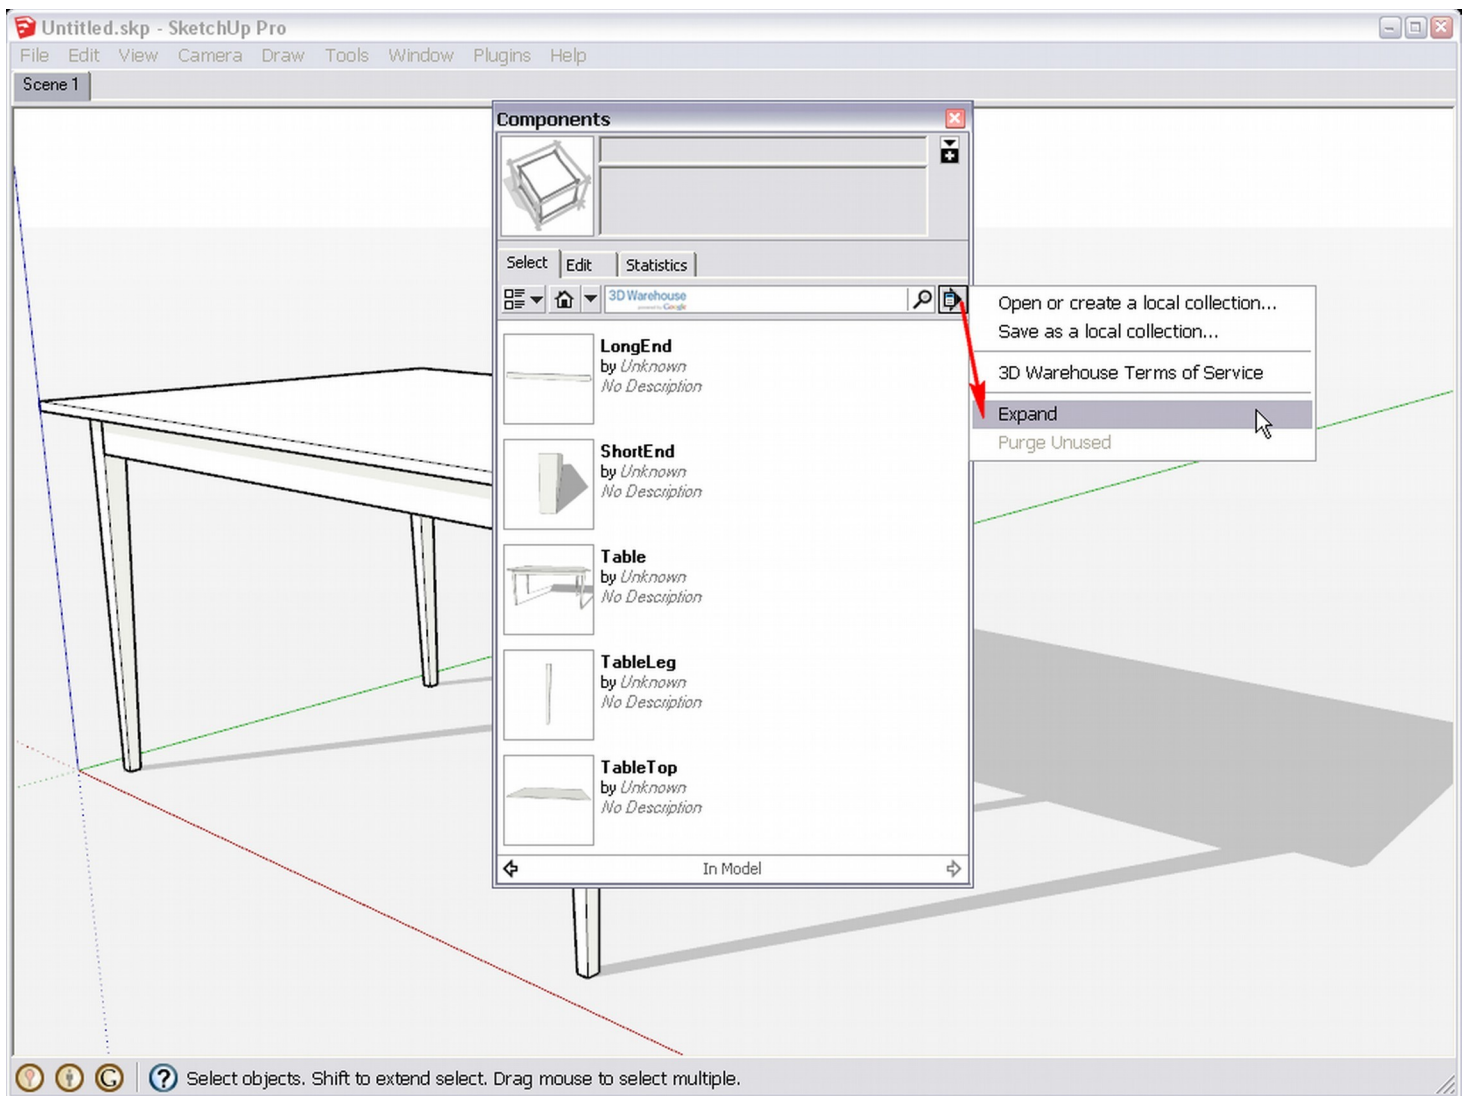 Untitled.skp - SketchUp Pro
File Edit View Camera Draw Tools Window Plugins Help
Scene 1
Components
Select Edit Statistics
3D Warehouse
powered by Google
LongEnd
by Unknown
No Description
ShortEnd
by Unknown
No Description
Table
by Unknown
No Description
TableLeg
by Unknown
No Description
TableTop
by Unknown
No Description
In Model
Open or create a local collection...
Save as a local collection...
3D Warehouse Terms of Service
Expand
Purge Unused
G ? Select objects. Shift to extend select. Drag mouse to select multiple.